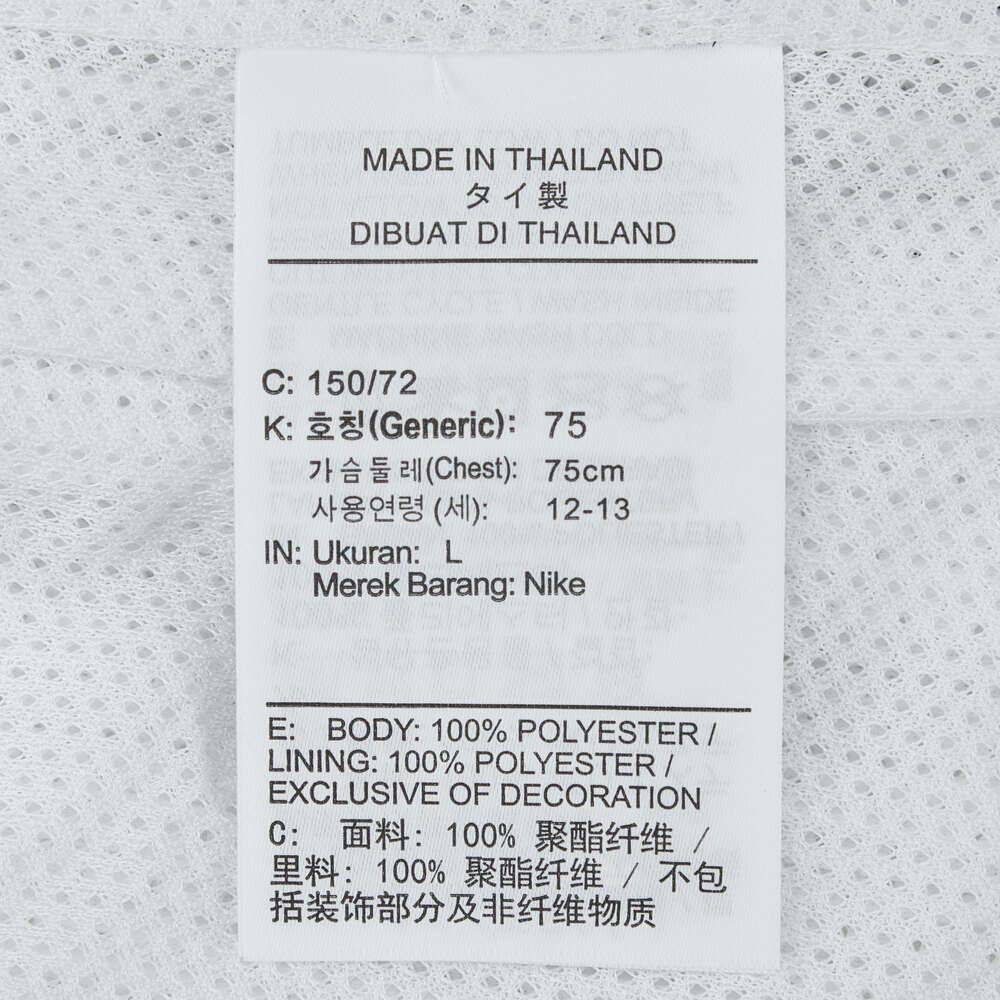 MADE IN THAILAND
タイ製
DIBUAT DI THAILAND
C: 150/72
K: 호칭(Generic): 75
가슴둘레(Chest): 75cm
사용연령 (세): 12-13
IN: Ukuran: L
Merek Barang: Nike
E: BODY: 100% POLYESTER /
LINING: 100% POLYESTER /
EXCLUSIVE OF DECORATION
C: 面料: 100% 聚酯纤维 /
里料: 100% 聚酯纤维 / 不包
括装饰部分及非纤维物质